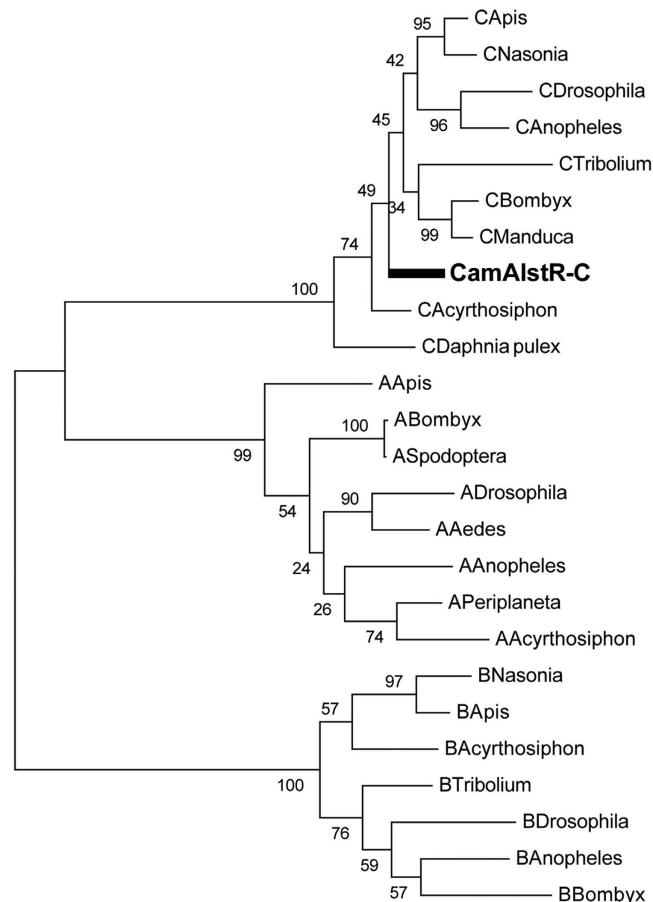 CApis
95
CNasonia
42
CDrosophila
45
96
CAnopheles
CTribolium
49
34
CBombyx
99
CManduca
74
CamAlstR-C
100
CAcyrthosiphon
CDaphnia pulex
AApis
100
ABombyx
99
ASpodoptera
90
ADrosophila
54
AAedes
24
AAnopheles
26
APeriplaneta
74
AAcyrthosiphon
BNasonia
97
57
BApis
BAcyrthosiphon
100
BTribolium
76
BDrosophila
59
BAnopheles
57
BBombyx